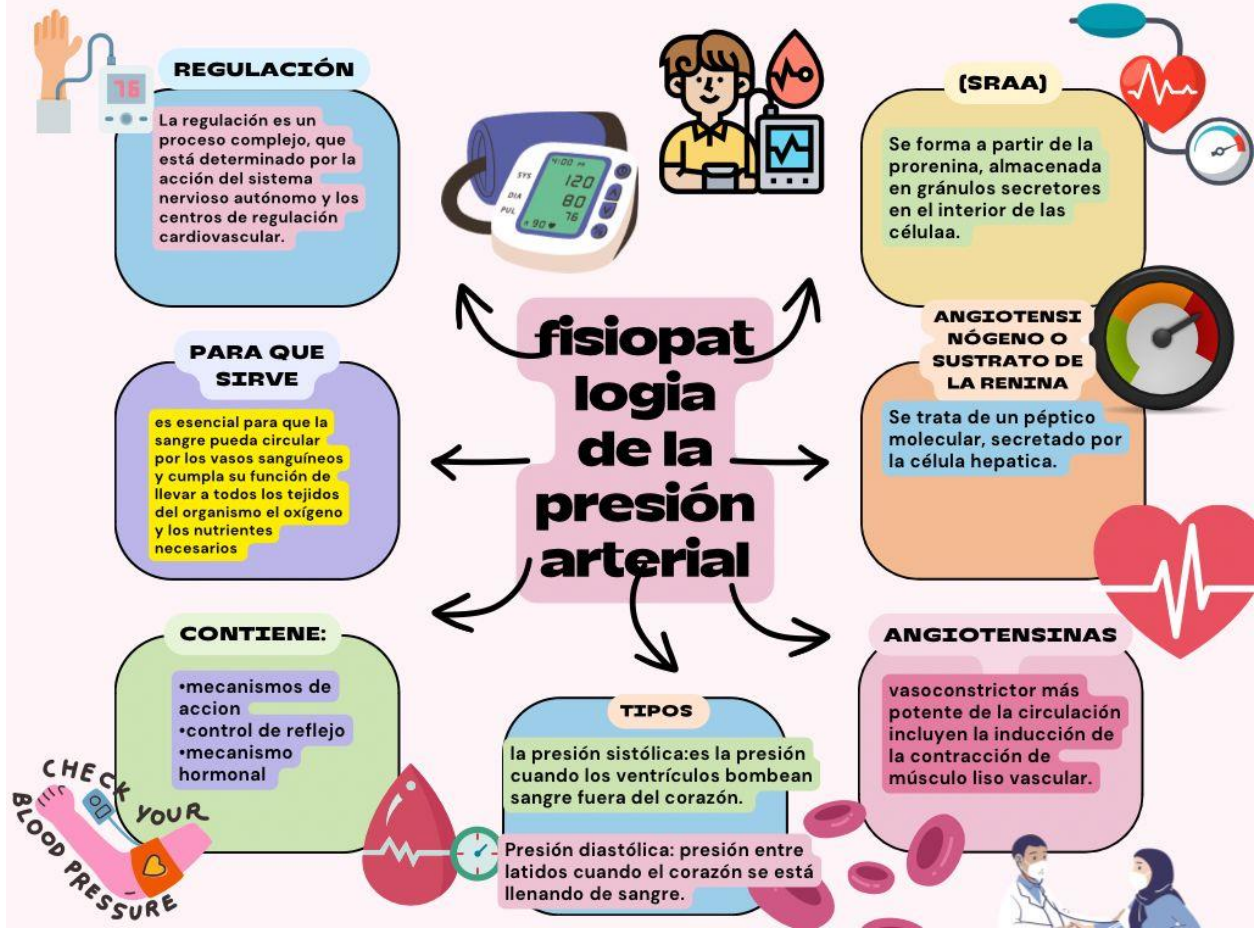 REGULACIÓN
La regulación es un
proceso complejo, que
está determinado por la
acción del sistema
nervioso autónomo y los
centros de regulación
cardiovascular.
76
4:00 M
SYS
120
DIA
80
PUL
76
90
(SRAA)
Se forma a partir de la
prorenina, almacenada
en gránulos secretores
en el interior de las
célulaa.
fisiopat
logia
de la
presión
arterial
PARA QUE
SIRVE
es esencial para que la
sangre pueda circular
por los vasos sanguíneos
y cumpla su función de
llevar a todos los tejidos
del organismo el oxígeno
y los nutrientes
necesarios
ANGIOTENSI
NÓGENO O
SUSTRATO DE
LA RENINA
Se trata de un péptico
molecular, secretado por
la célula hepatica.
CONTIENE:
•mecanismos de
accion
•control de reflejo
•mecanismo
hormonal
CHECK YOUR
BLOOD PRESSURE
TIPOS
la presión sistólica:es la presión
cuando los ventrículos bombean
sangre fuera del corazón.
Presión diastólica: presión entre
latidos cuando el corazón se está
llenando de sangre.
ANGIOTENSINAS
vasoconstrictor más
potente de la circulación
incluyen la inducción de
la contracción de
músculo liso vascular.